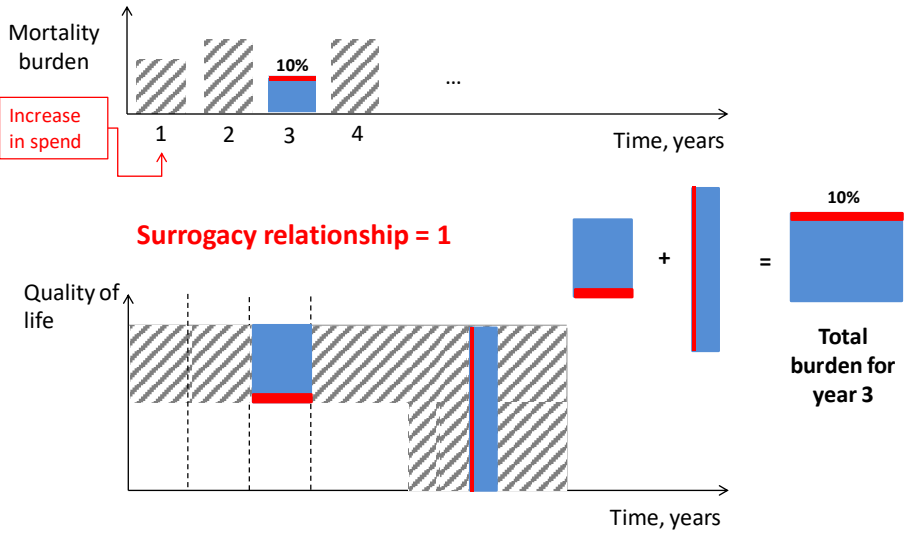 Mortality
burden
10%
...
Increase
in spend
1
2
3
4
Time, years
10%
Surrogacy relationship = 1
+
=
Quality of
life
Total
burden for
year 3
Time, years